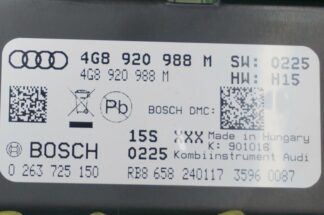 4G8 920 988 M SW: 0225
4G8 920 988 M HW: H15
Pb BOSCH DMC:
15S XXX Made in Hungary
K: 901016
BOSCH 0225 Kombiinstrument Audi
0 263 725 150 RB8 658 240117 3596 0087